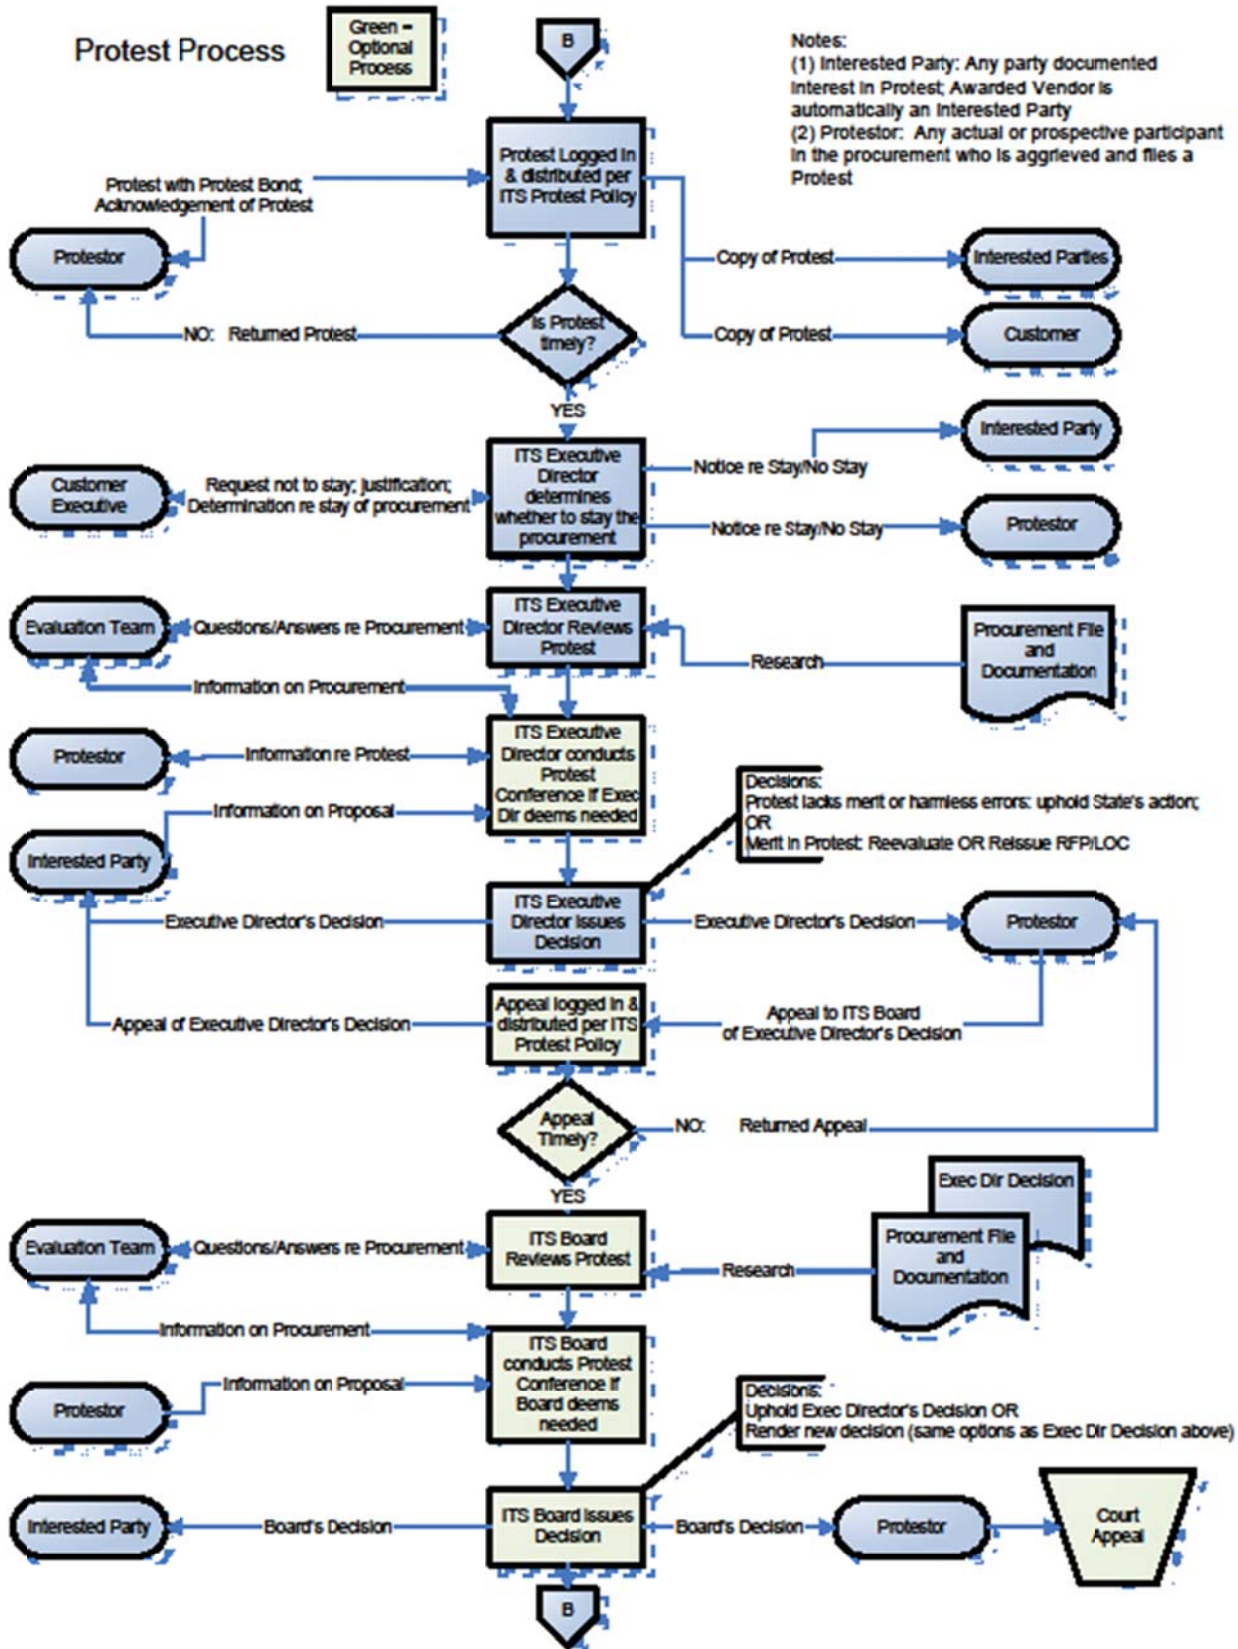 Protest Process
Green =
Optional
Process
B
Notes:
(1) Interested Party: Any party documented
Interest in Protest; Awarded Vendor is
automatically an Interested Party
(2) Protestor: Any actual or prospective participant
in the procurement who is aggrieved and files a
Protest
Protest Logged in
& distributed per
ITS Protest Policy
Protest with Protest Bond;
Acknowledgement of Protest
Protestor
Copy of Protest
Interested Parties
NO: Returned Protest
Is Protest
timely?
Copy of Protest
Customer
YES
Interested Party
Customer
Executive
Request not to stay; justification;
Determination re stay of procurement
ITS Executive
Director
determines
whether to stay the
procurement
Notice re Stay/No Stay
Notice re Stay/No Stay
Protestor
Evaluation Team
Questions/Answers re Procurement
ITS Executive
Director Reviews
Protest
Research
Procurement File
and
Documentation
Information on Procurement
Protestor
Information re Protest
ITS Executive
Director conducts
Protest
Conference if Exec
Dir deems needed
Information on Proposal
Interested Party
Decisions:
Protest lacks merit or harmless errors: uphold State's action;
OR
Merit in Protest: Reevaluate OR Reissue RFP/LOC
Executive Director's Decision
ITS Executive
Director issues
Decision
Executive Director's Decision
Protestor
Appeal of Executive Director's Decision
Appeal logged in &
distributed per ITS
Protest Policy
Appeal to ITS Board
of Executive Director's Decision
Appeal
Timely?
NO: Returned Appeal
YES
Exec Dir Decision
Procurement File
and
Documentation
Evaluation Team
Questions/Answers re Procurement
ITS Board
Reviews Protest
Research
Information on Procurement
ITS Board
conducts Protest
Conference if
Board deems
needed
Information on Proposal
Protestor
Decisions:
Uphold Exec Director's Decision OR
Render new decision (same options as Exec Dir Decision above)
Interested Party
Board's Decision
ITS Board issues
Decision
Board's Decision
Protestor
Court
Appeal
B